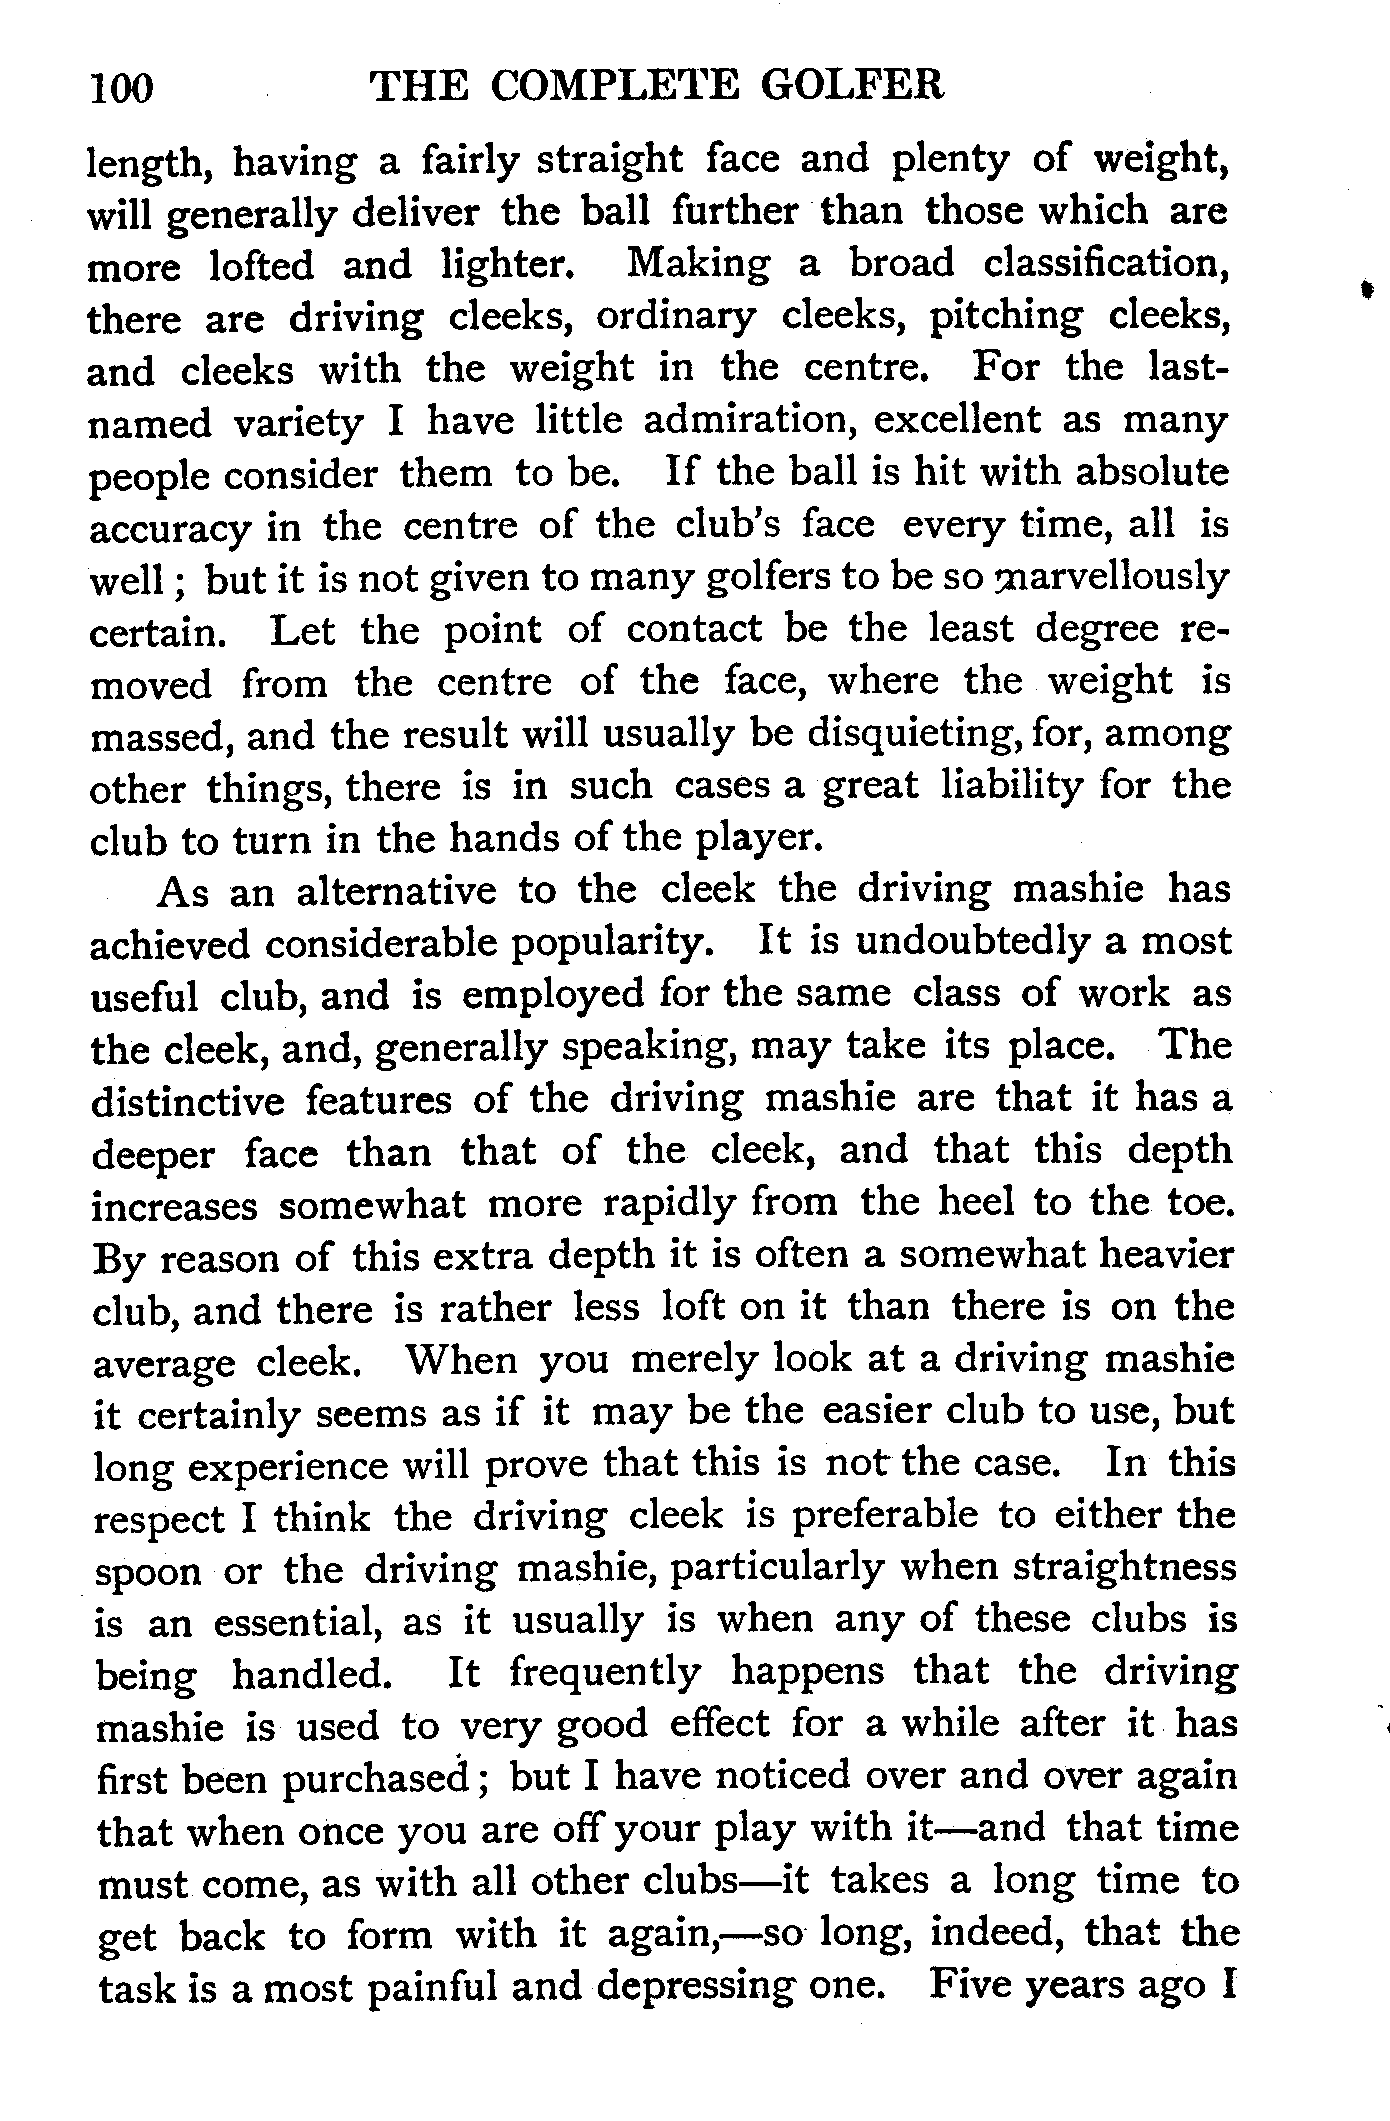 100 THE COMPLETE GOLFER
length, having a fairly straight face and plenty of weight,
will generally deliver the ball further than those which are
more lofted and lighter. Making a broad classification,
there are driving cleeks, ordinary cleeks, pitching cleeks,
and cleeks with the weight in the centre. For the last-
named variety I have little admiration, excellent as many
people consider them to be. If the ball is hit with absolute
accuracy in the centre of the club's face every time, all is
well ; but it is not given to many golfers to be so marvellously
certain. Let the point of contact be the least degree re-
moved from the centre of the face, where the weight is
massed, and the result will usually be disquieting, for, among
other things, there is in such cases a great liability for the
club to turn in the hands of the player.
As an alternative to the cleek the driving mashie has
achieved considerable popularity. It is undoubtedly a most
useful club, and is employed for the same class of work as
the cleek, and, generally speaking, may take its place. The
distinctive features of the driving mashie are that it has a
deeper face than that of the cleek, and that this depth
increases somewhat more rapidly from the heel to the toe.
By reason of this extra depth it is often a somewhat heavier
club, and there is rather less loft on it than there is on the
average cleek. When you merely look at a driving mashie
it certainly seems as if it may be the easier club to use, but
long experience will prove that this is not the case. In this
respect I think the driving cleek is preferable to either the
spoon or the driving mashie, particularly when straightness
is an essential, as it usually is when any of these clubs is
being handled. It frequently happens that the driving
mashie is used to very good effect for a while after it has
first been purchased ; but I have noticed over and over again
that when once you are off your play with it—and that time
must come, as with all other clubs—it takes a long time to
get back to form with it again,—so long, indeed, that the
task is a most painful and depressing one. Five years ago I